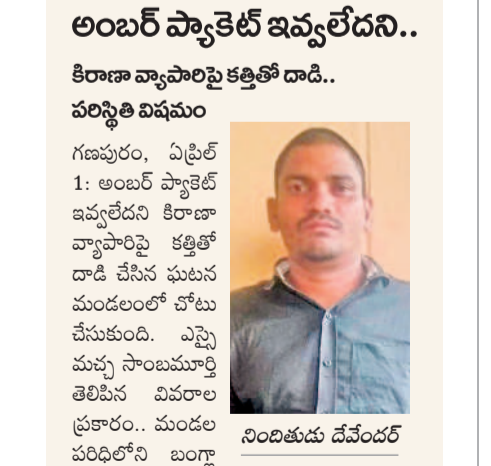 అంబర్ ప్యాకెట్ ఇవ్వలేదని..
కిరాణా వ్యాపారిపై కత్తితో దాడి..
పరిస్థితి విషమం
గణపురం, ఏప్రిల్
1: అంబర్ ప్యాకెట్
ఇవ్వలేదని కిరాణా
వ్యాపారిపై కత్తితో
దాడి చేసిన ఘటన
మండలంలో చోటు
చేసుకుంది. ఎస్సై
మచ్చ సాంబమూర్తి
తెలిపిన వివరాల
ప్రకారం.. మండల
పరిధిలోని బంగ్లా
నిందితుడు దేవేందర్